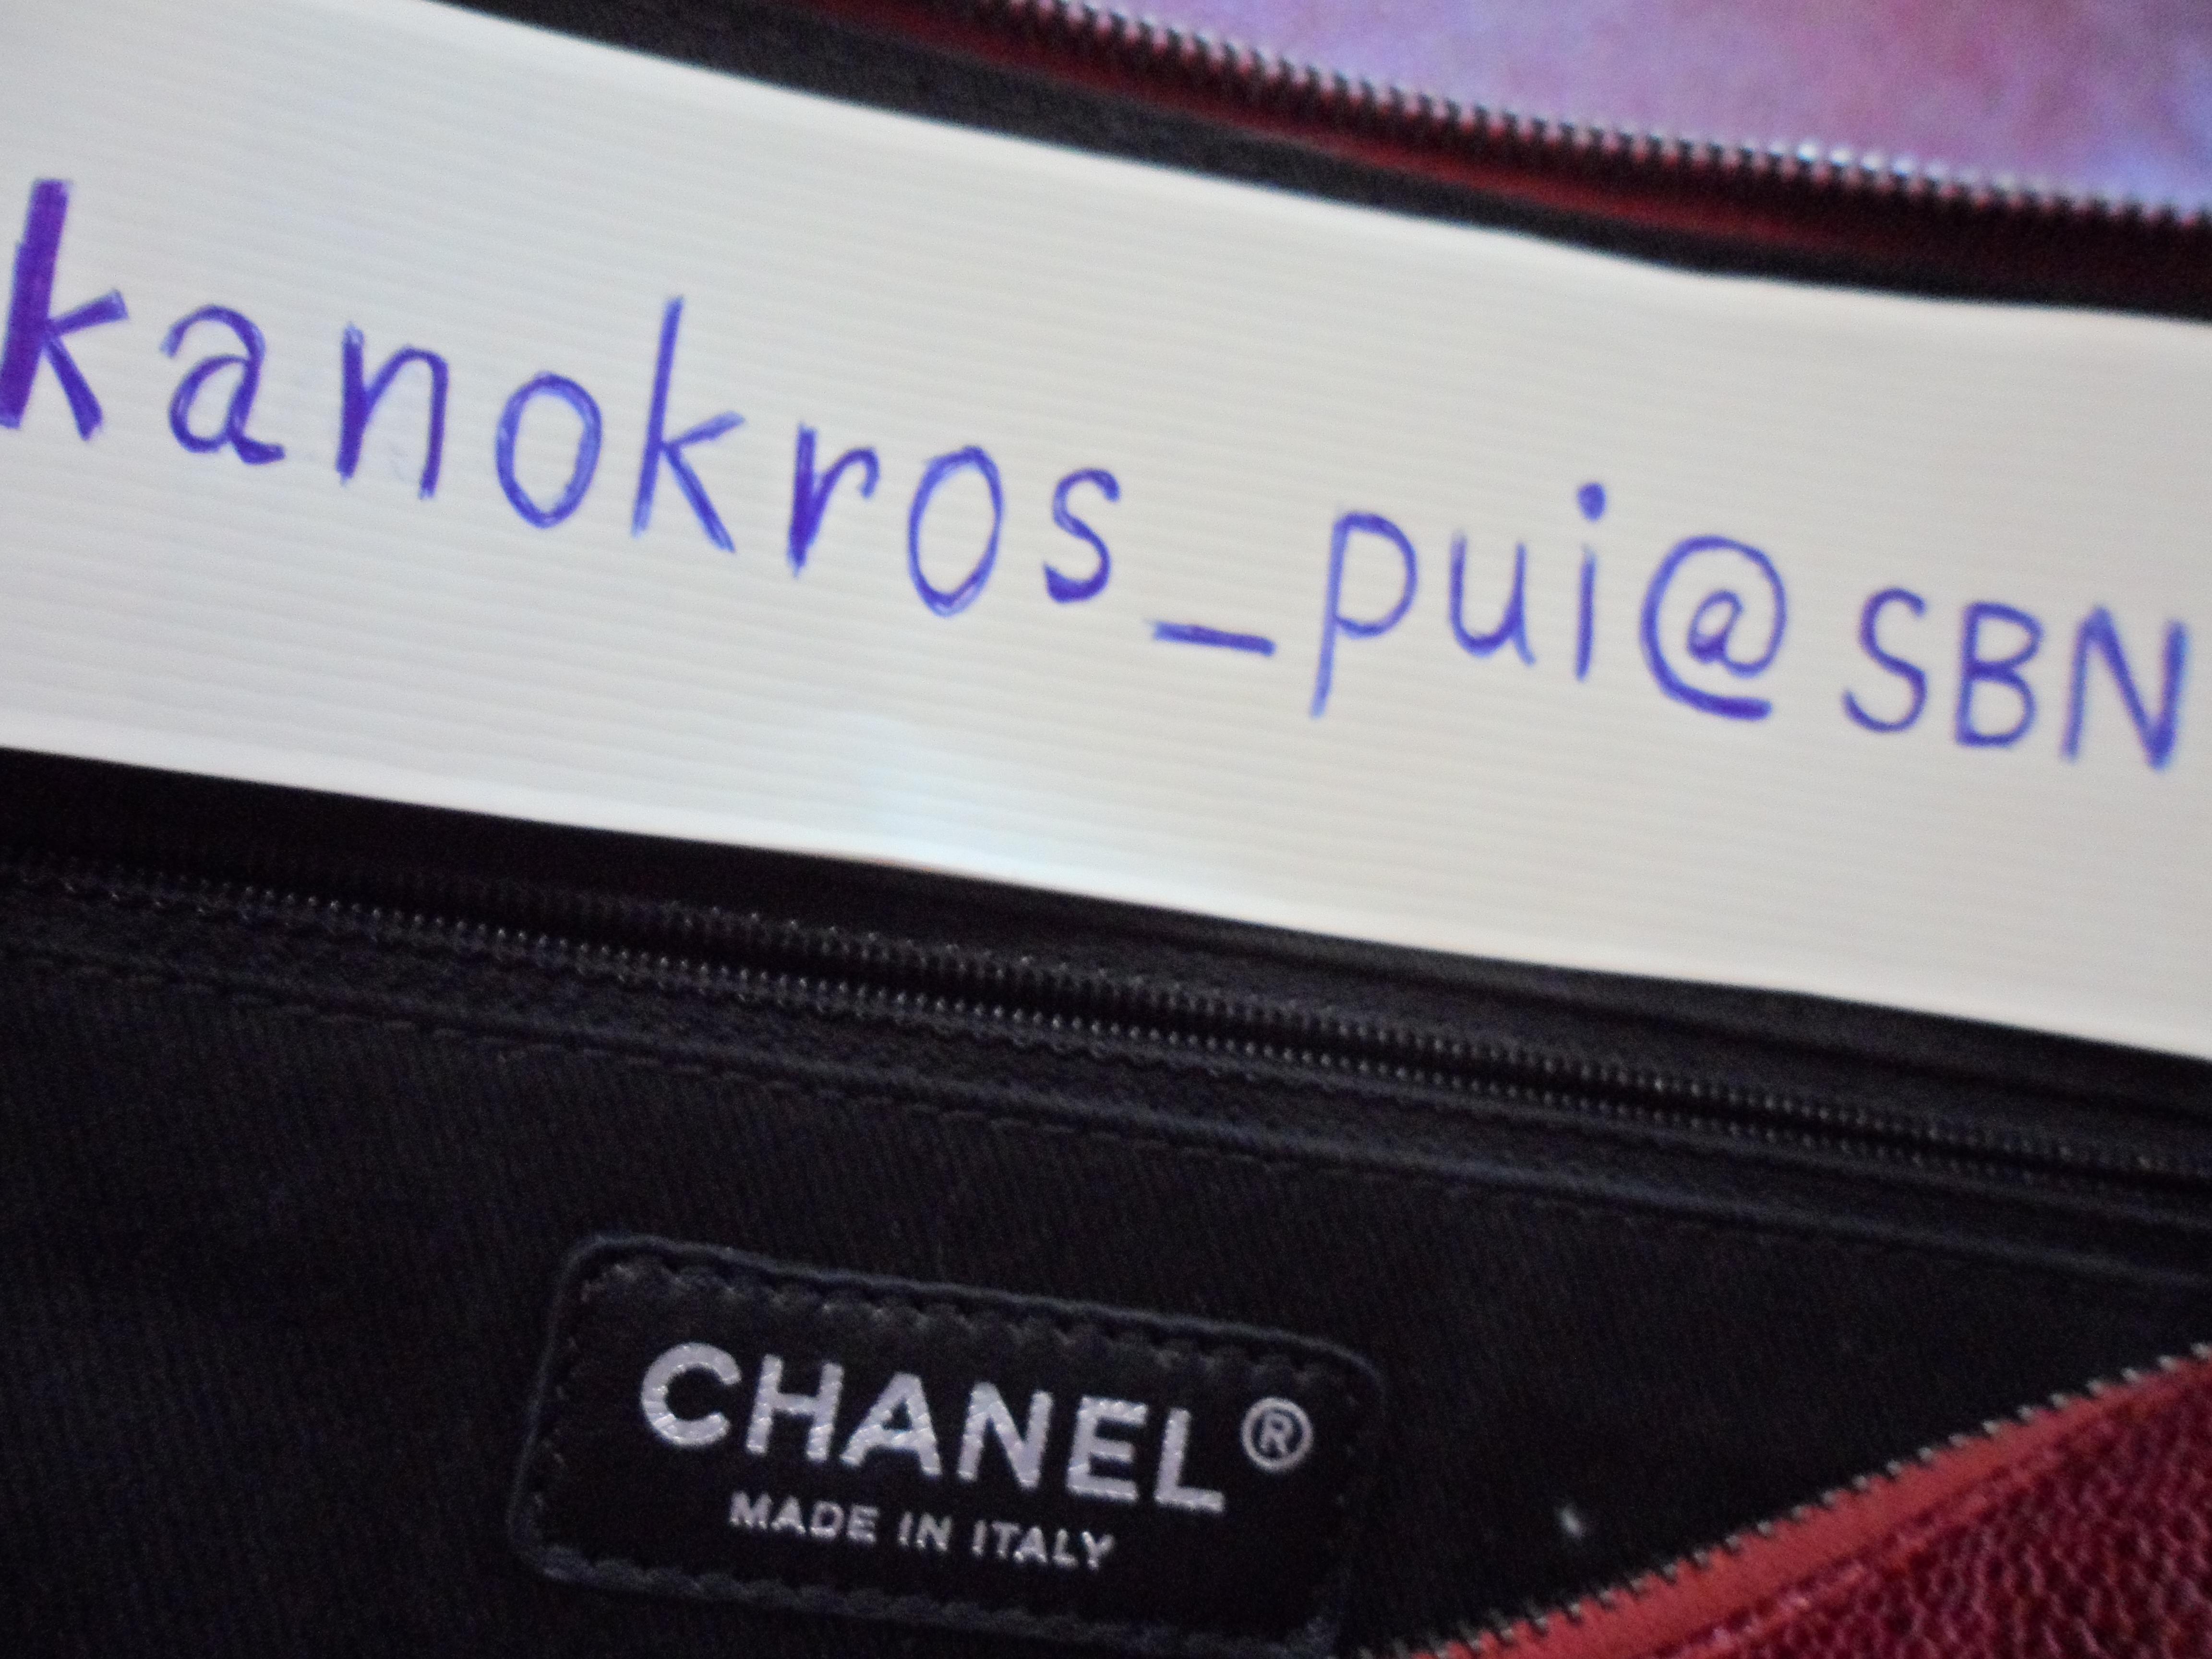 kanokros_pui@SBN
CHANEL®
MADE IN ITALY